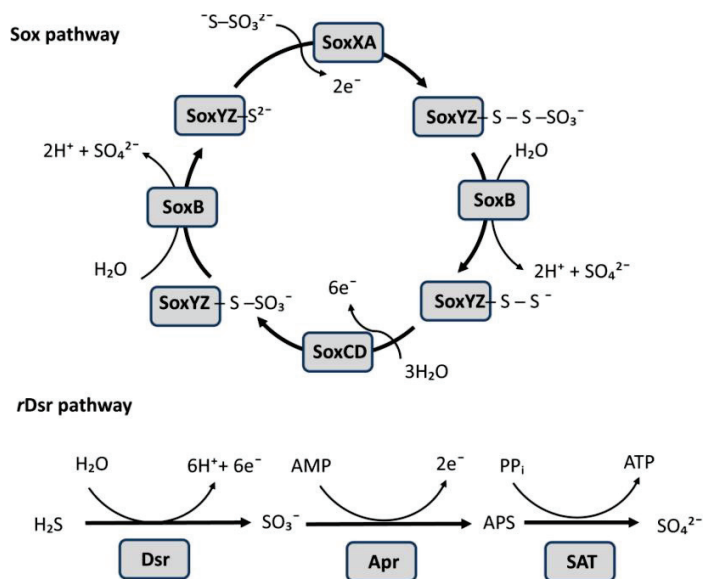 Sox pathway
⁻S–SO₃²⁻
SoxXA
2e⁻
SoxYZ–S²⁻
SoxYZ – S – S –SO₃⁻
2H⁺ + SO₄²⁻
H₂O
SoxB
SoxB
H₂O
2H⁺ + SO₄²⁻
6e⁻
SoxYZ – S –SO₃⁻
SoxYZ – S – S ⁻
SoxCD
3H₂O
rDsr pathway
H₂O
6H⁺+ 6e⁻
AMP
2e⁻
PPᵢ
ATP
H₂S
SO₃⁻
APS
SO₄²⁻
Dsr
Apr
SAT